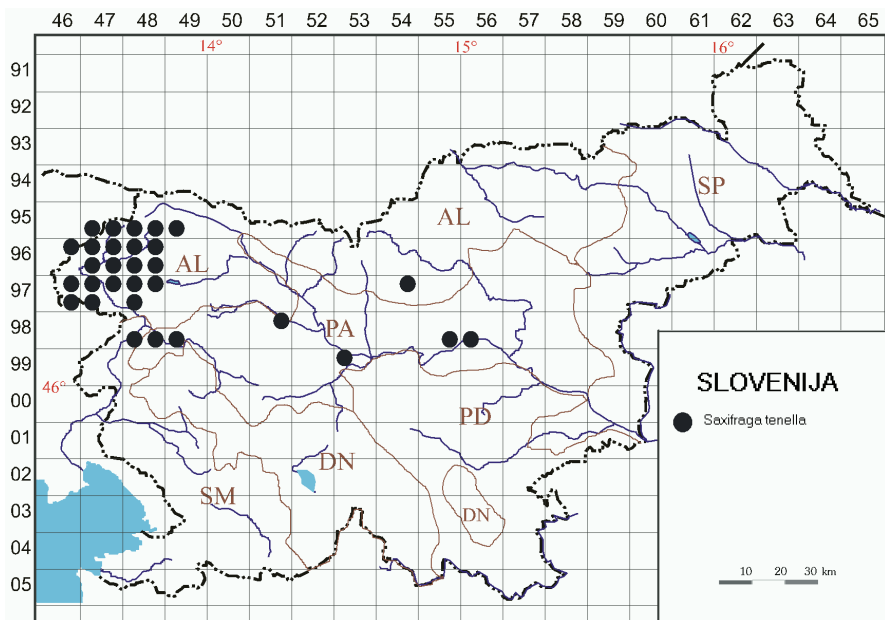 46 47 48 49 50 51 52 53 54 55 56 57 58 59 60 61 62 63 64 65
14° 15° 16°
91
92
93
94
SP
95
AL
96
AL
97
98
PA
99
46°
SLOVENIJA
00
PD
Saxifraga tenella
01
DN
02
SM
03
DN
04
05
10 20 30 km